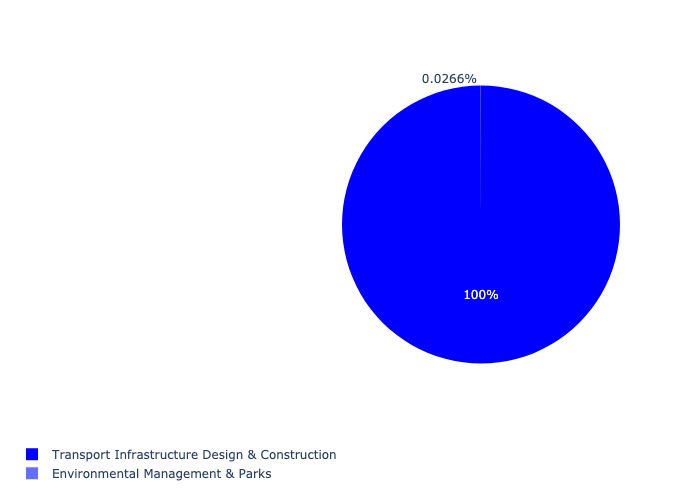 0.0266%
100%
Transport Infrastructure Design & Construction
Environmental Management & Parks